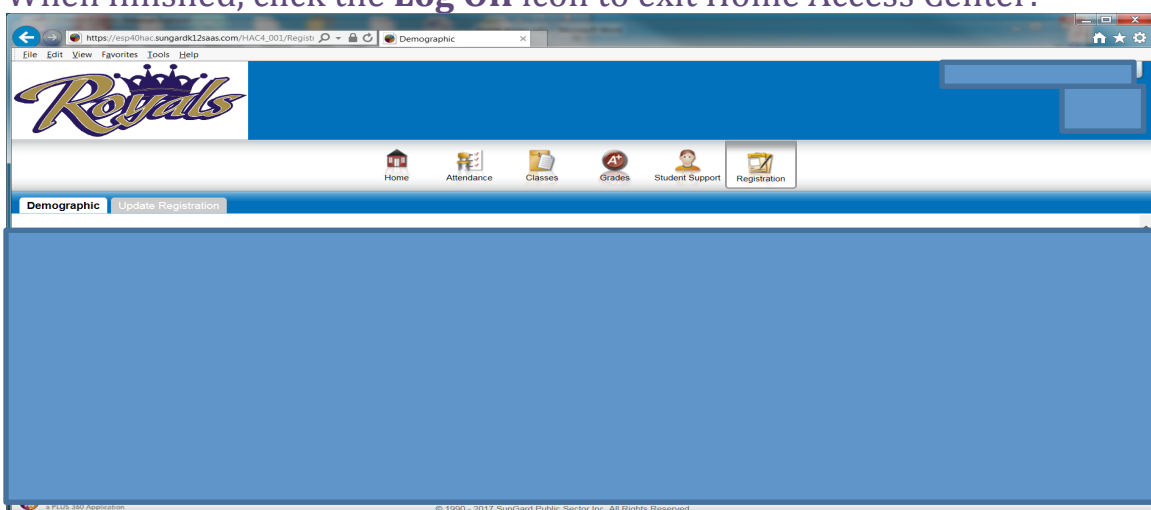 When finished, click the Log Off icon to exit Home Access Center.
https://esp40hac.sungardk12saas.com/HAC4_001/Registr
Demographic
File Edit View Favorites Tools Help
Royals
Home Attendance Classes Grades Student Support Registration
Demographic Update Registration
a PLUS 360 Application
© 1990 - 2017 SunGard Public Sector Inc. All Rights Reserved